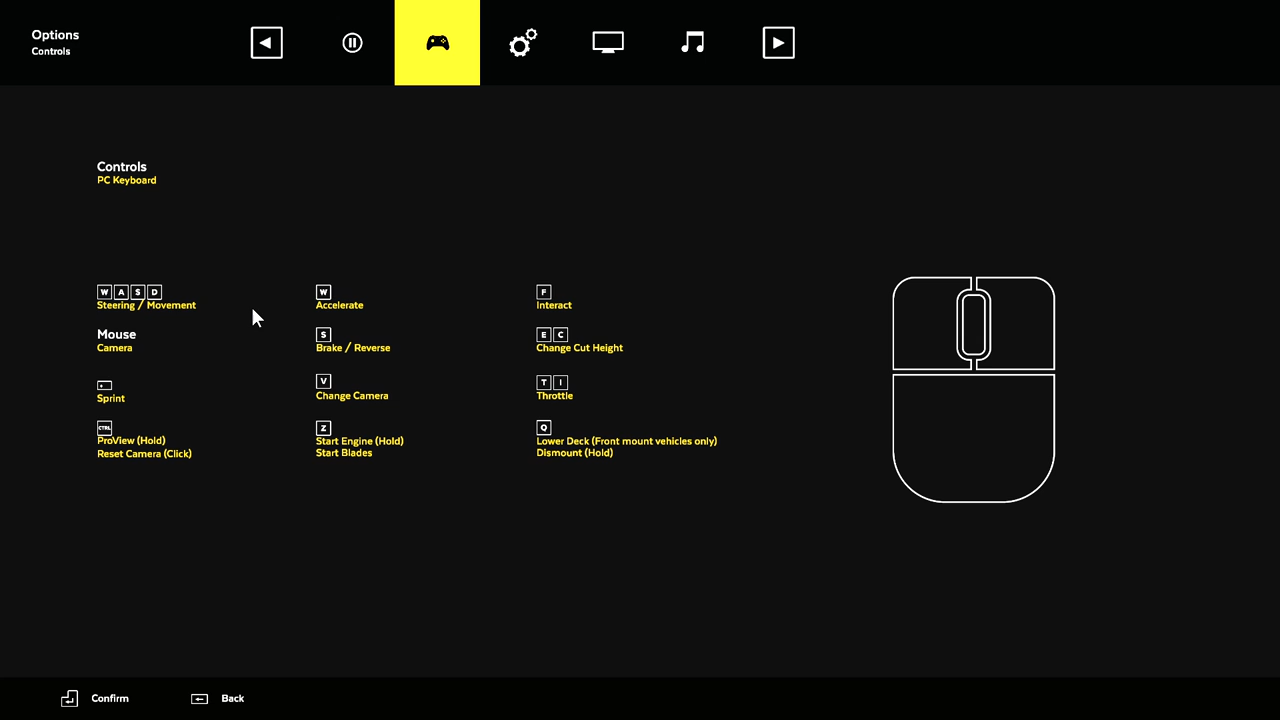 Options
Controls
Controls
PC Keyboard
W A S D
Steering / Movement
W
Accelerate
F
Interact
Mouse
Camera
S
Brake / Reverse
E C
Change Cut Height
Sprint
V
Change Camera
T I
Throttle
CTRL
ProView (Hold)
Reset Camera (Click)
Z
Start Engine (Hold)
Start Blades
Q
Lower Deck (Front mount vehicles only)
Dismount (Hold)
Confirm
Back